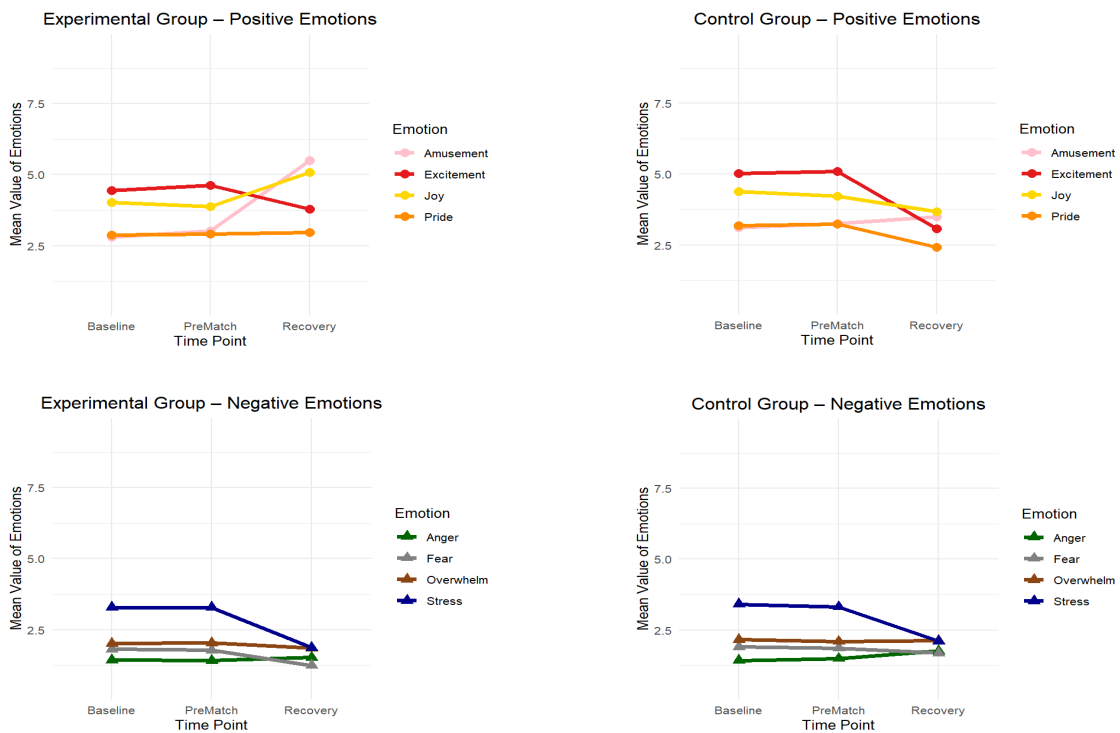 Experimental Group – Positive Emotions
Mean Value of Emotions
7.5
5.0
2.5
Baseline PreMatch Recovery
Time Point
Emotion
Amusement
Excitement
Joy
Pride
Control Group – Positive Emotions
Mean Value of Emotions
7.5
5.0
2.5
Baseline PreMatch Recovery
Time Point
Emotion
Amusement
Excitement
Joy
Pride
Experimental Group – Negative Emotions
Mean Value of Emotions
7.5
5.0
2.5
Baseline PreMatch Recovery
Time Point
Emotion
Anger
Fear
Overwhelm
Stress
Control Group – Negative Emotions
Mean Value of Emotions
7.5
5.0
2.5
Baseline PreMatch Recovery
Time Point
Emotion
Anger
Fear
Overwhelm
Stress